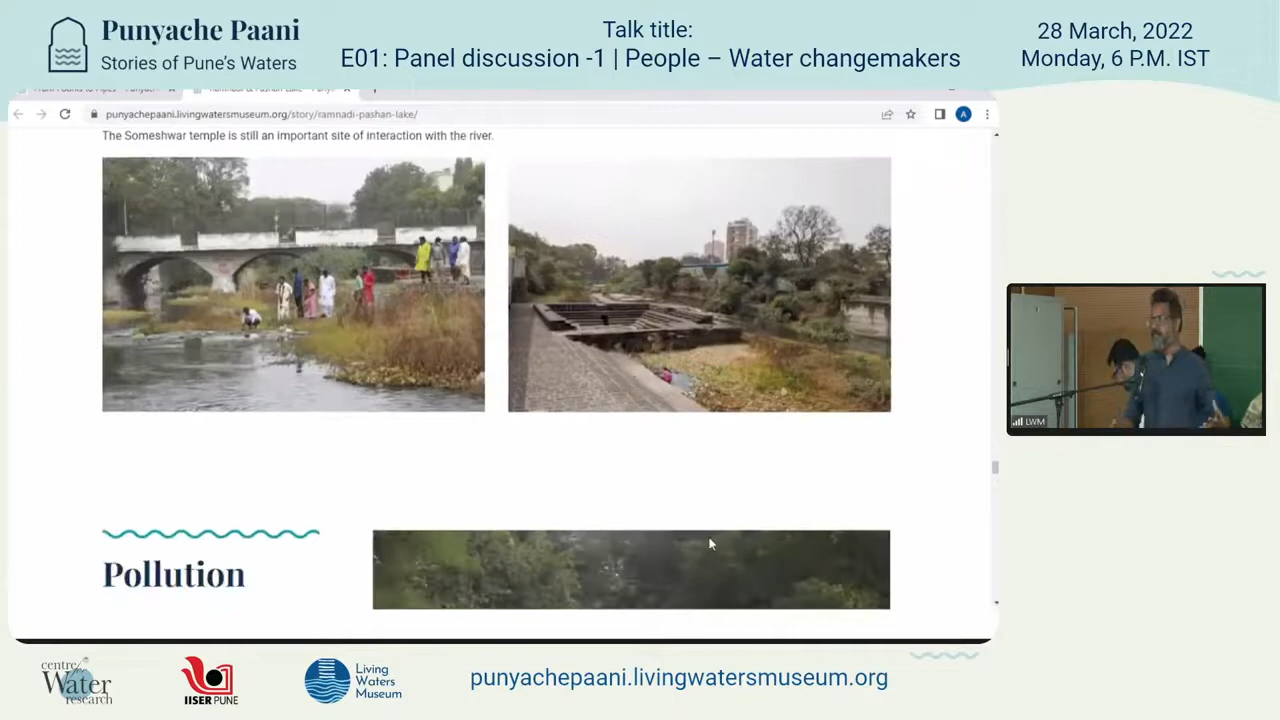 Punyache Paani
Stories of Pune's Waters
Talk title:
E01: Panel discussion -1 | People – Water changemakers
28 March, 2022
Monday, 6 P.M. IST
punyachepaani.livingwatersmuseum.org/story/ramnadi-pashan-lake/
A
The Someshwar temple is still an important site of interaction with the river.
LWM
Pollution
centre for
Water
research
IISER PUNE
Living
Waters
Museum
punyachepaani.livingwatersmuseum.org